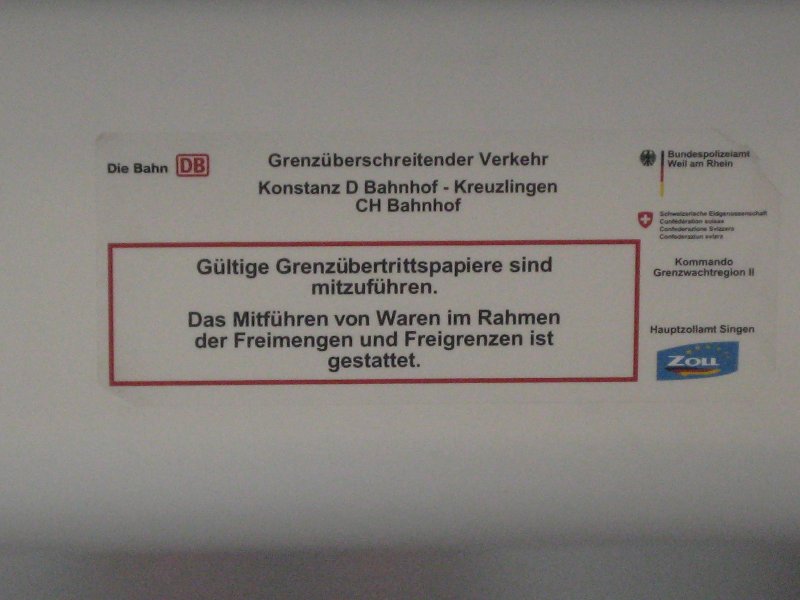 Die Bahn DB
Grenzüberschreitender Verkehr
Konstanz D Bahnhof - Kreuzlingen
CH Bahnhof
Bundespolizeiamt
Weil am Rhein
Schweizerische Eidgenossenschaft
Confédération suisse
Confederazione Svizzera
Confederaziun svizra
Kommando
Grenzwachtregion II
Hauptzollamt Singen
ZOLL
Gültige Grenzübertrittspapiere sind
mitzuführen.
Das Mitführen von Waren im Rahmen
der Freimengen und Freigrenzen ist
gestattet.